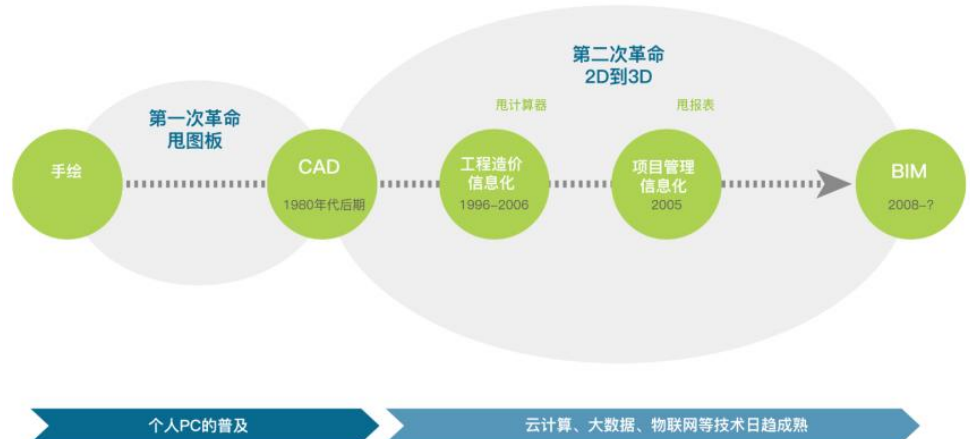 第一次革命
甩图板
第二次革命
2D到3D
甩计算器
甩报表
手绘
CAD
1980年代后期
工程造价
信息化
1996-2006
项目管理
信息化
2005
BIM
2008-?
个人PC的普及
云计算、大数据、物联网等技术日趋成熟